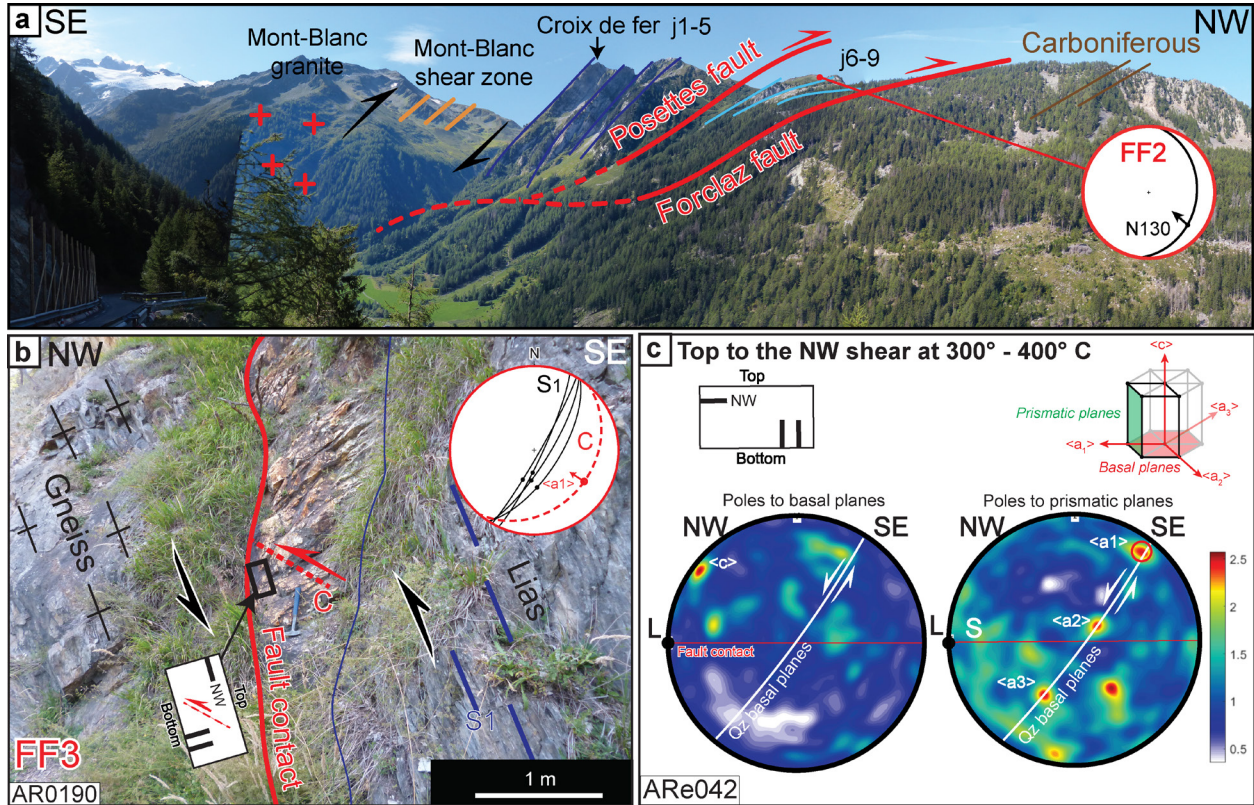 a
SE
NW
Mont-Blanc
granite
Mont-Blanc
shear zone
Croix de fer j1-5
Posettes fault
Forclaz fault
j6-9
Carboniferous
FF2
N130
b
NW
SE
N
S1
C
<a1>
Gneiss
Fault contact
C
Lias
S1
NW
Top
Bottom
FF3
AR0190
1 m
c
Top to the NW shear at 300° - 400° C
Top
NW
Bottom
<c>
Prismatic planes
<a₃>
<a₁>
Basal planes
<a₂>
Poles to basal planes
NW
SE
<c>
L
Fault contact
Qz basal planes
Poles to prismatic planes
NW
SE
<a1>
<a2>
L
S
<a3>
Qz basal planes
2.5
2
1.5
1
0.5
ARe042